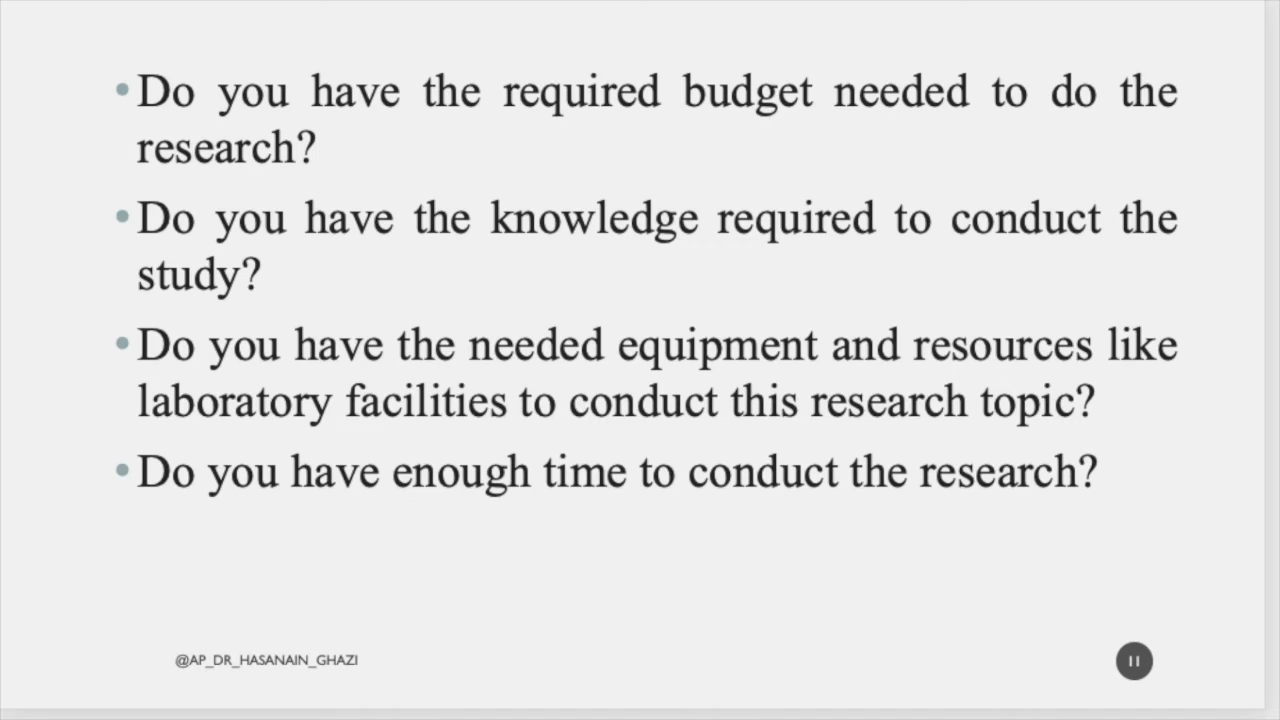 •Do you have the required budget needed to do the
research?
•Do you have the knowledge required to conduct the
study?
•Do you have the needed equipment and resources like
laboratory facilities to conduct this research topic?
•Do you have enough time to conduct the research?
@AP_DR_HASANAIN_GHAZI
11